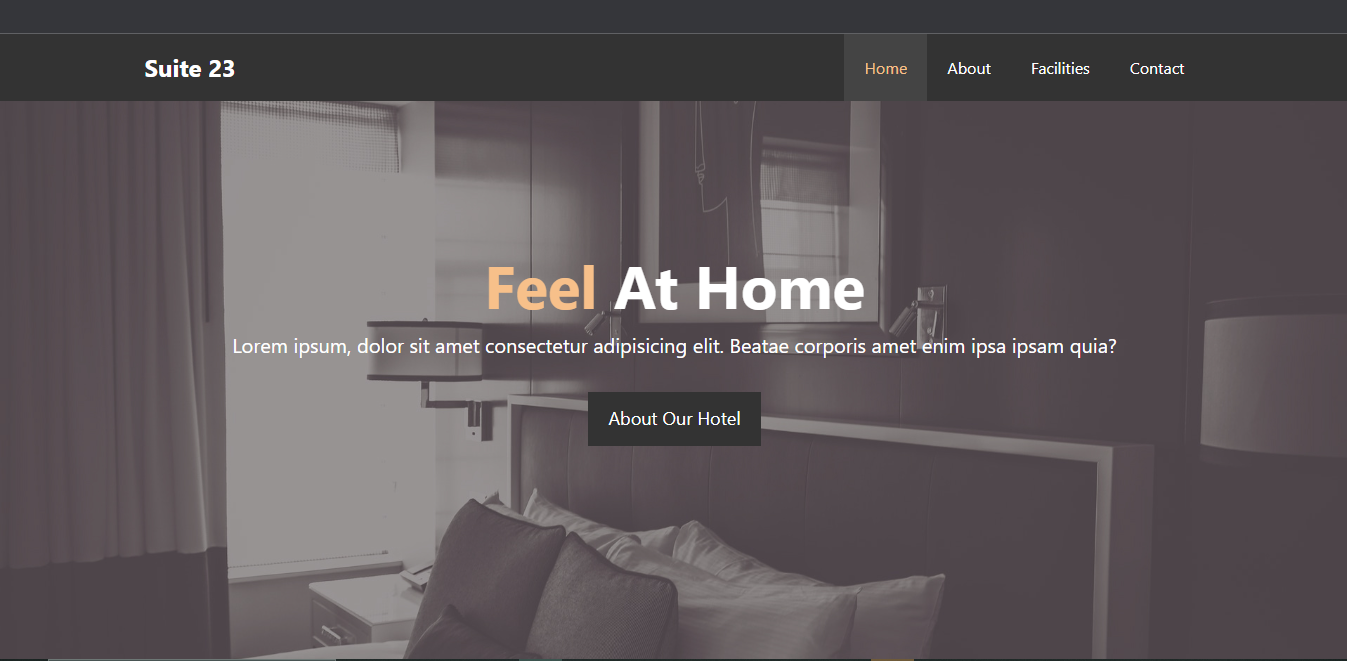 Suite 23
Home About Facilities Contact
Feel At Home
Lorem ipsum, dolor sit amet consectetur adipisicing elit. Beatae corporis amet enim ipsa ipsam quia?
About Our Hotel